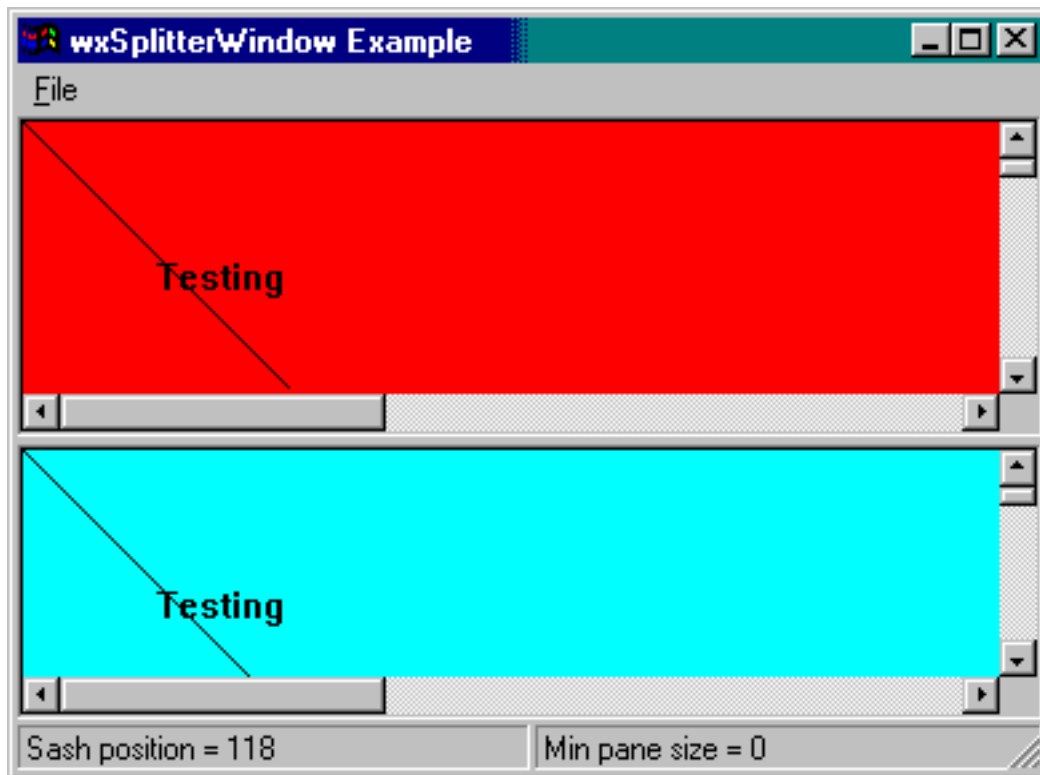 wxSplitterWindow Example
File
Testing
Testing
Sash position = 118
Min pane size = 0